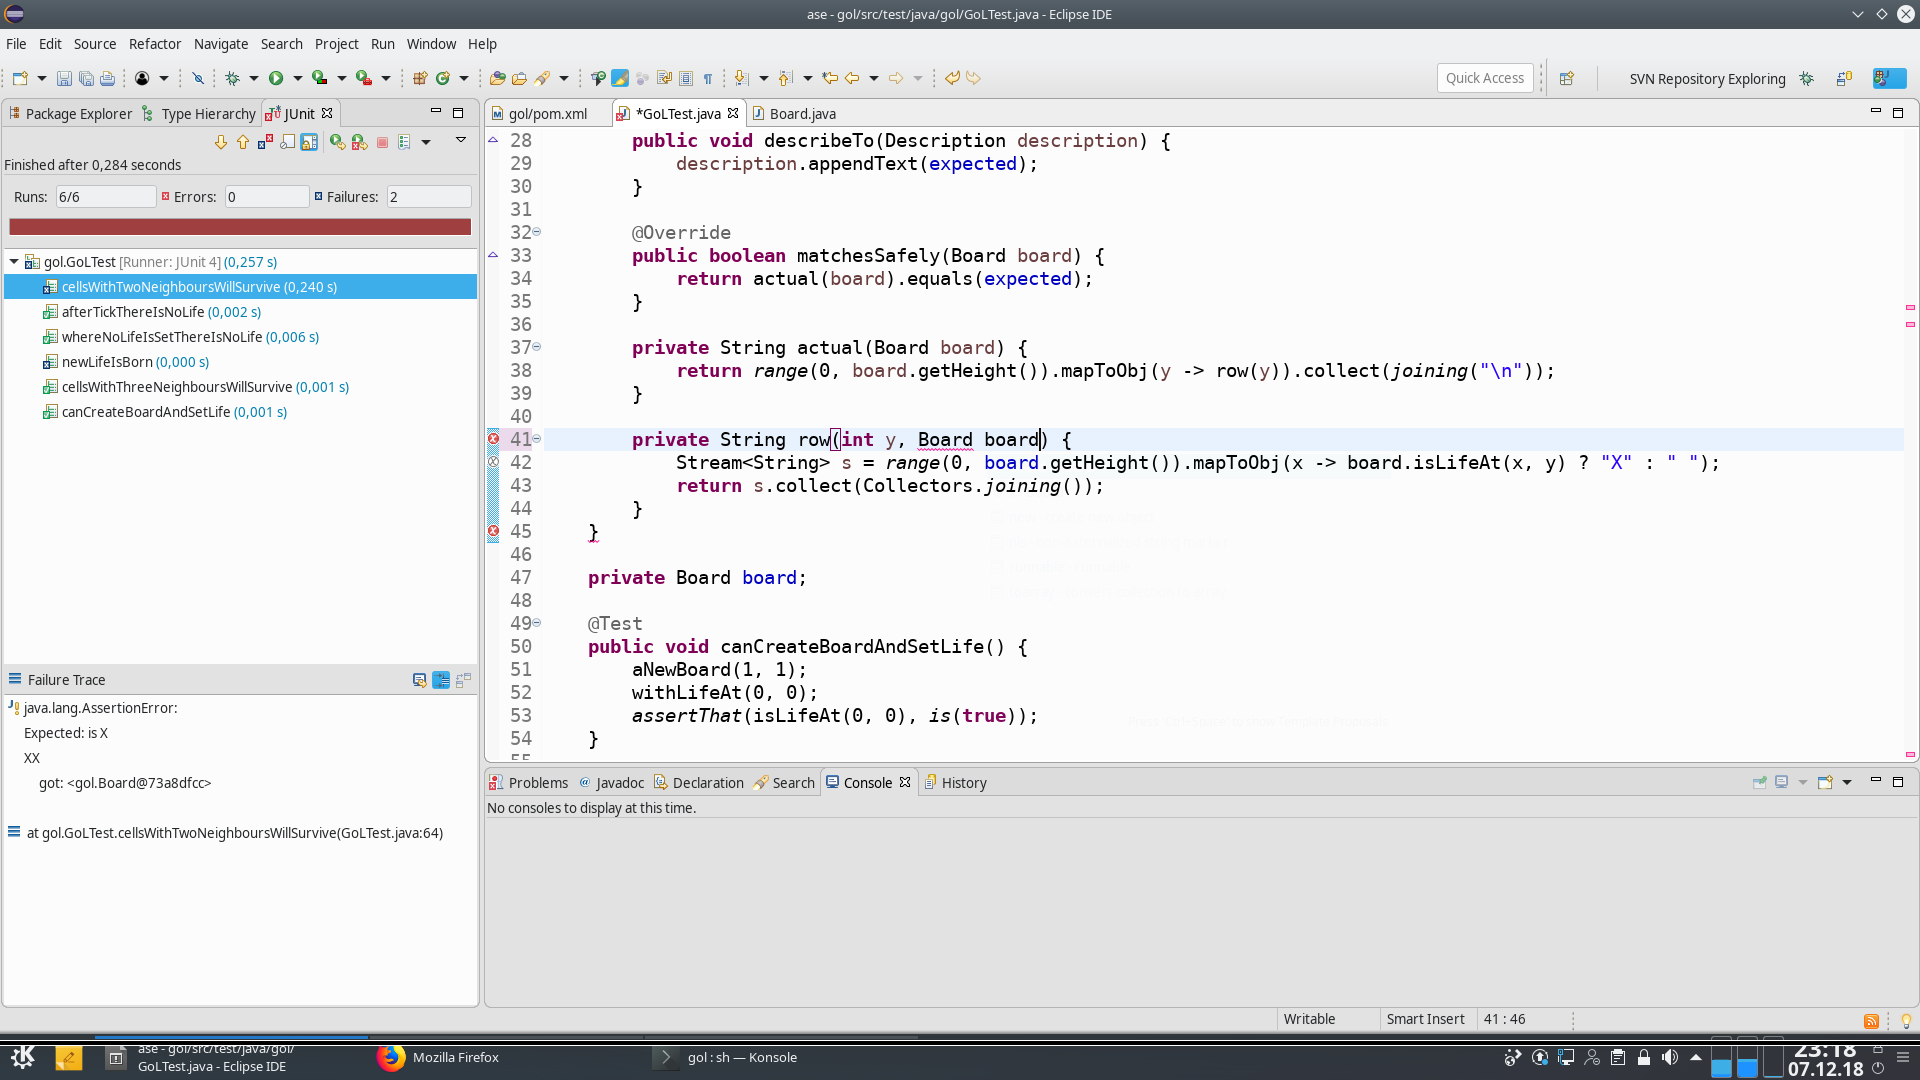 ase - gol/src/test/java/gol/GoLTest.java - Eclipse IDE
File Edit Source Refactor Navigate Search Project Run Window Help
Quick Access
SVN Repository Exploring
Package Explorer Type Hierarchy JUnit
Finished after 0,284 seconds
Runs: 6/6 Errors: 0 Failures: 2
gol.GoLTest [Runner: JUnit 4] (0,257 s)
cellsWithTwoNeighboursWillSurvive (0,240 s)
afterTickThereIsNoLife (0,002 s)
whereNoLifeIsSetThereIsNoLife (0,006 s)
newLifeIsBorn (0,000 s)
cellsWithThreeNeighboursWillSurvive (0,001 s)
canCreateBoardAndSetLife (0,001 s)
Failure Trace
java.lang.AssertionError:
Expected: is X
XX
got: <gol.Board@73a8dfcc>
at gol.GoLTest.cellsWithTwoNeighboursWillSurvive(GoLTest.java:64)
gol/pom.xml *GoLTest.java Board.java
28 public void describeTo(Description description) {
29 description.appendText(expected);
30 }
31
32 @Override
33 public boolean matchesSafely(Board board) {
34 return actual(board).equals(expected);
35 }
36
37 private String actual(Board board) {
38 return range(0, board.getHeight()).mapToObj(y -> row(y)).collect(joining("\n"));
39 }
40
41 private String row(int y, Board board) {
42 Stream<String> s = range(0, board.getHeight()).mapToObj(x -> board.isLifeAt(x, y) ? "X" : " ");
43 return s.collect(Collectors.joining());
44 }
45 }
46
47 private Board board;
48
49 @Test
50 public void canCreateBoardAndSetLife() {
51 aNewBoard(1, 1);
52 withLifeAt(0, 0);
53 assertThat(isLifeAt(0, 0), is(true));
54 }
55
Problems Javadoc Declaration Search Console History
No consoles to display at this time.
Writable Smart Insert 41 : 46
ase - gol/src/test/java/gol/
GoLTest.java - Eclipse IDE
Mozilla Firefox
gol : sh — Konsole
23:18
07.12.18